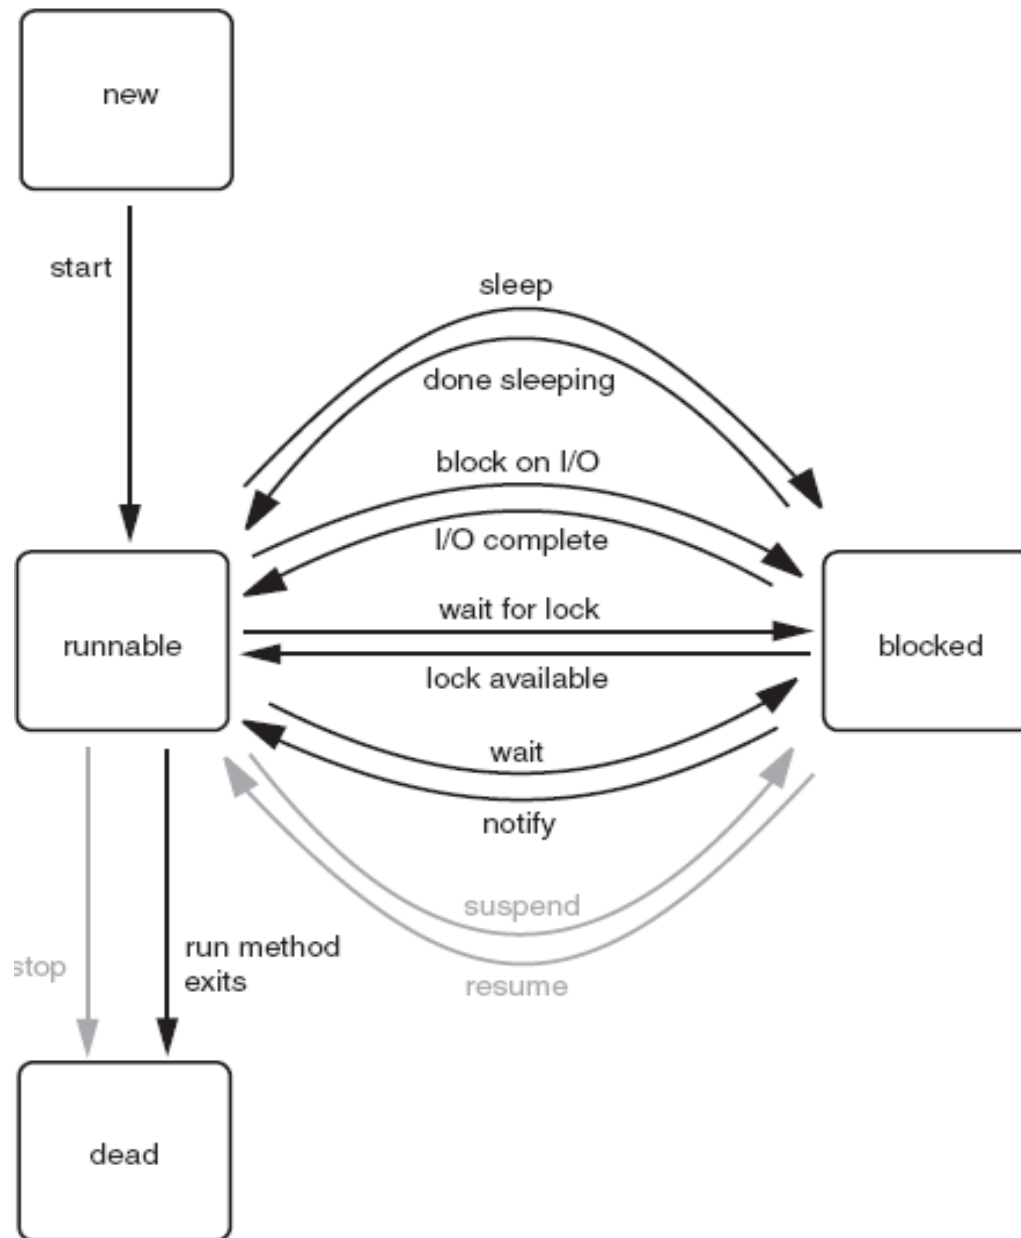 new
start
sleep
done sleeping
block on I/O
I/O complete
wait for lock
runnable
blocked
lock available
wait
notify
suspend
run method
stop
exits
resume
dead